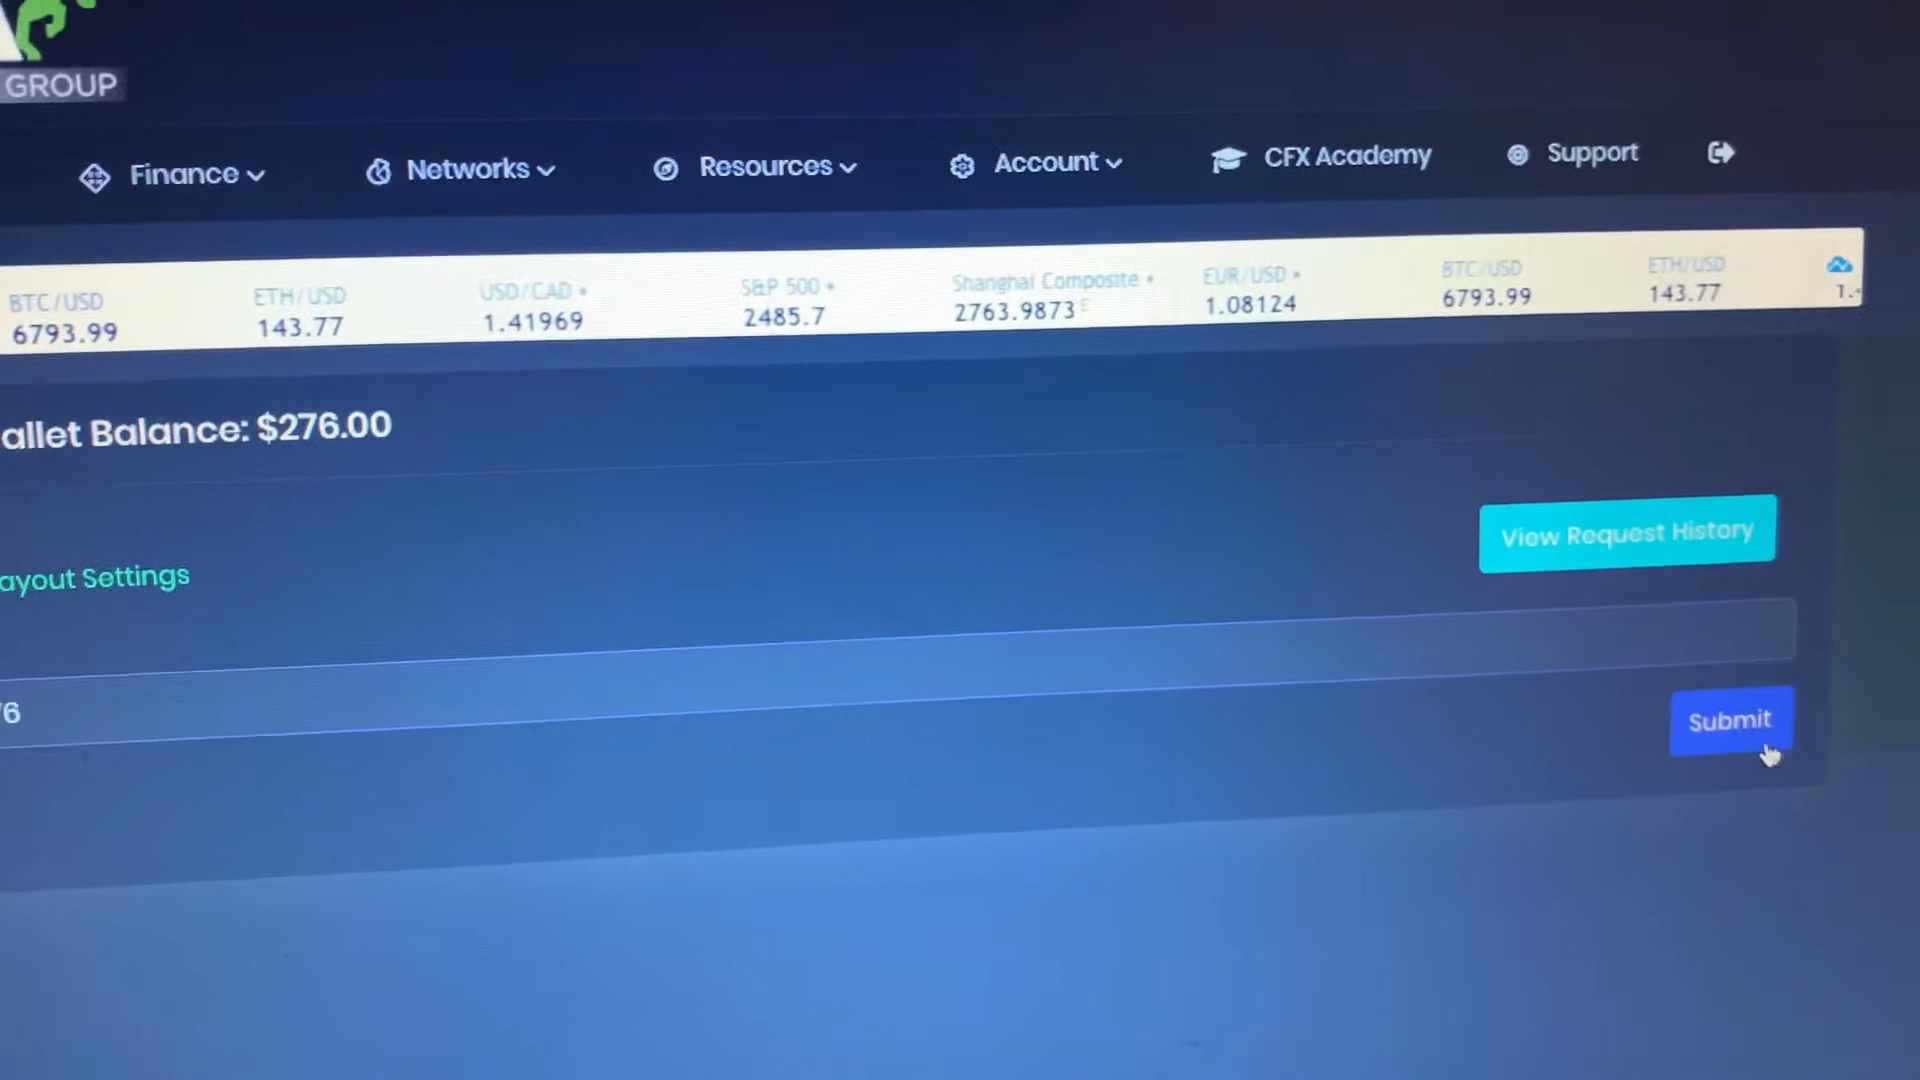 GROUP
Finance Networks Resources Account CFX Academy Support
BTC/USD ETH/USD USD/CAD S&P 500 Shanghai Composite EUR/USD BTC/USD ETH/USD
6793.99 143.77 1.41969 2485.7 2763.9873 1.08124 6793.99 143.77 1.
allet Balance: $276.00
View Request History
ayout Settings
6
Submit